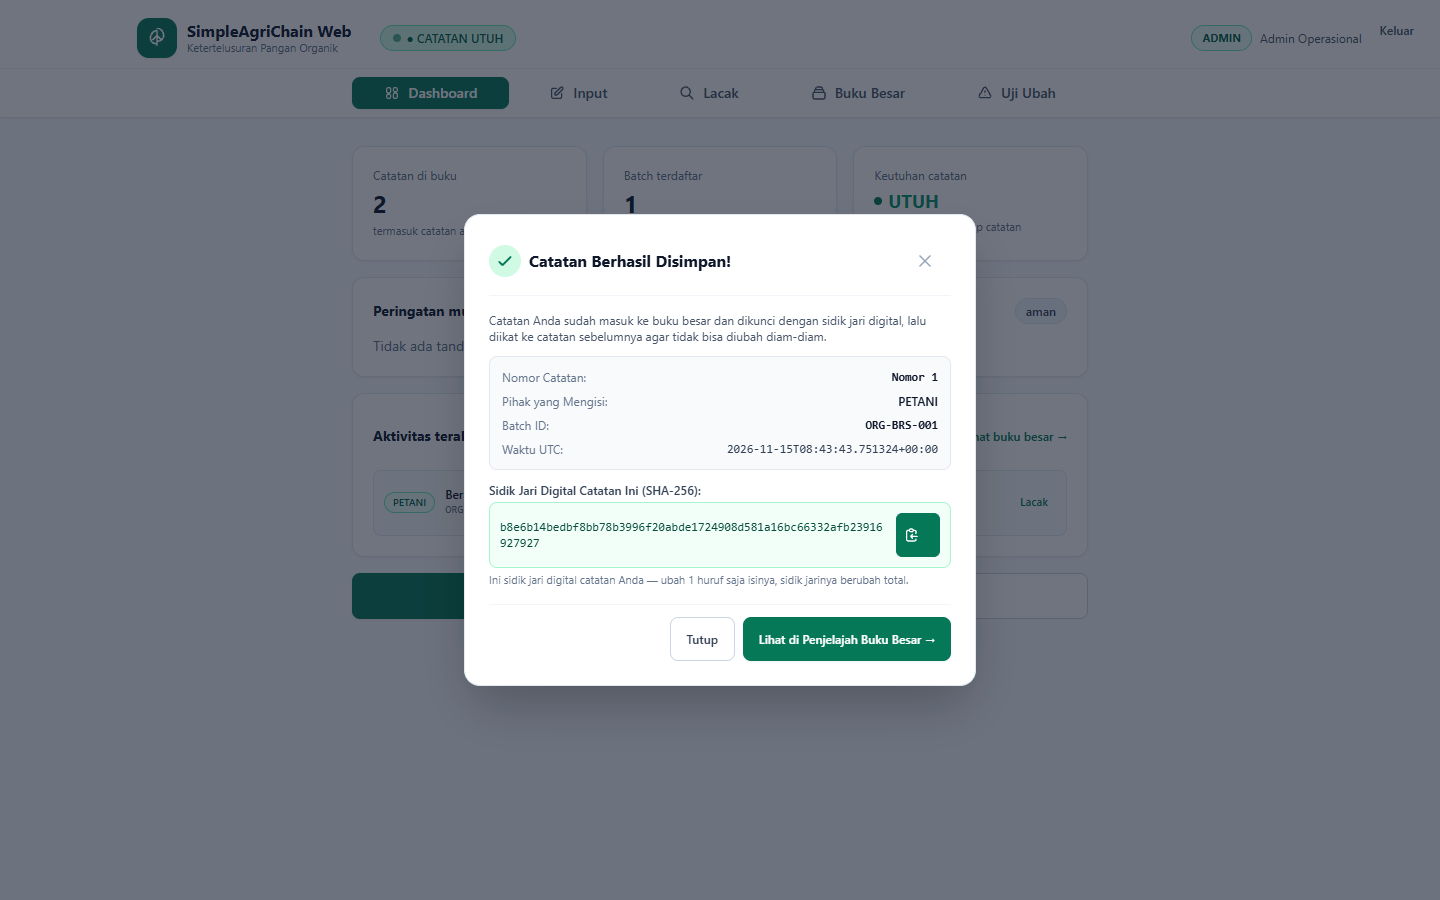 SimpleAgriChain Web
Ketertelusuran Pangan Organik
● CATATAN UTUH
ADMIN
Admin Operasional
Keluar
Dashboard
Input
Lacak
Buku Besar
Uji Ubah
Catatan di buku
2
termasuk catatan
Batch terdaftar
1
Keutuhan catatan
● UTUH
catatan
Peringatan
aman
Tidak ada
Aktivitas
buku besar →
PETANI
Lacak
Catatan Berhasil Disimpan!
Catatan Anda sudah masuk ke buku besar dan dikunci dengan sidik jari digital, lalu
diikat ke catatan sebelumnya agar tidak bisa diubah diam-diam.
Nomor Catatan:
Nomor 1
Pihak yang Mengisi:
PETANI
Batch ID:
ORG-BRS-001
Waktu UTC:
2026-11-15T08:43:43.751324+00:00
Sidik Jari Digital Catatan Ini (SHA-256):
b8e6b14bedbf8bb78b3996f20abde1724908d581a16bc66332afb23916
927927
Ini sidik jari digital catatan Anda — ubah 1 huruf saja isinya, sidik jarinya berubah total.
Tutup
Lihat di Penjelajah Buku Besar →